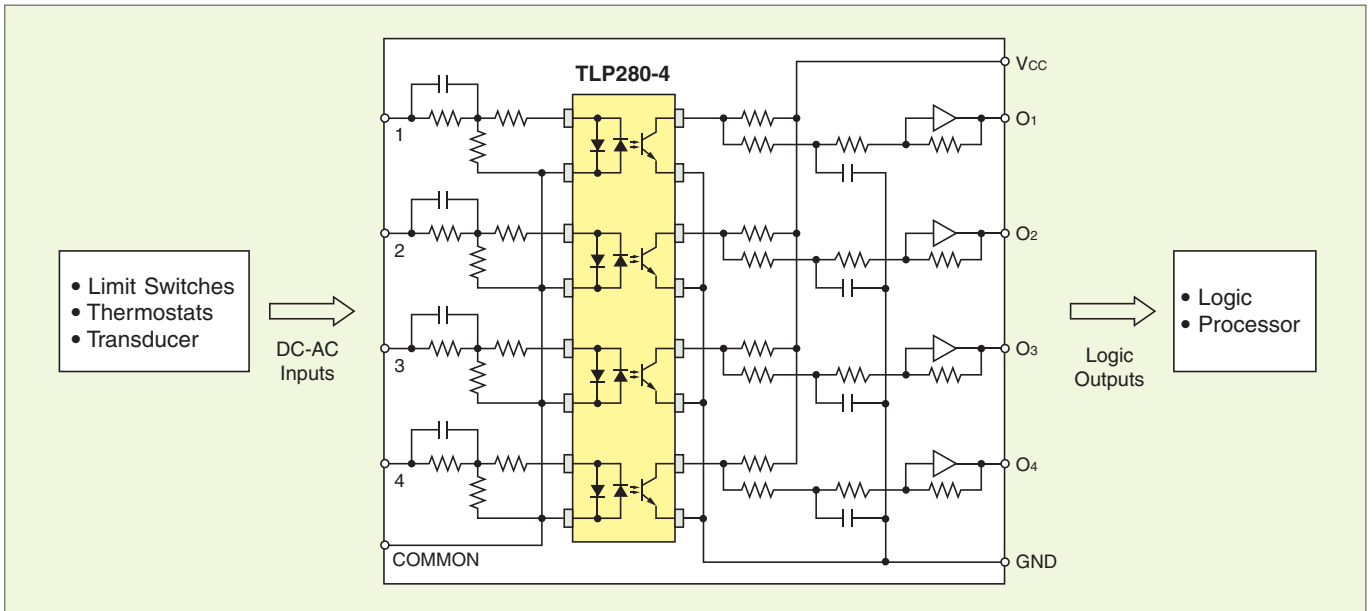 TLP280-4
VCC
1
O1
2
O2
• Limit Switches
• Thermostats
• Transducer
DC-AC
Inputs
3
O3
Logic
Outputs
• Logic
• Processor
4
O4
COMMON
GND